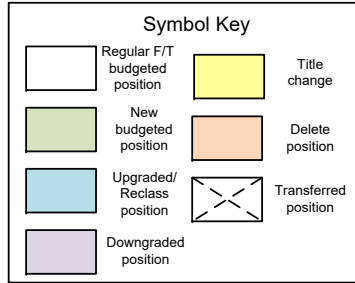 Symbol Key
Regular F/T
budgeted
position
New
budgeted
position
Upgraded/
Reclass
position
Downgraded
position
Title
change
Delete
position
Transferred
position